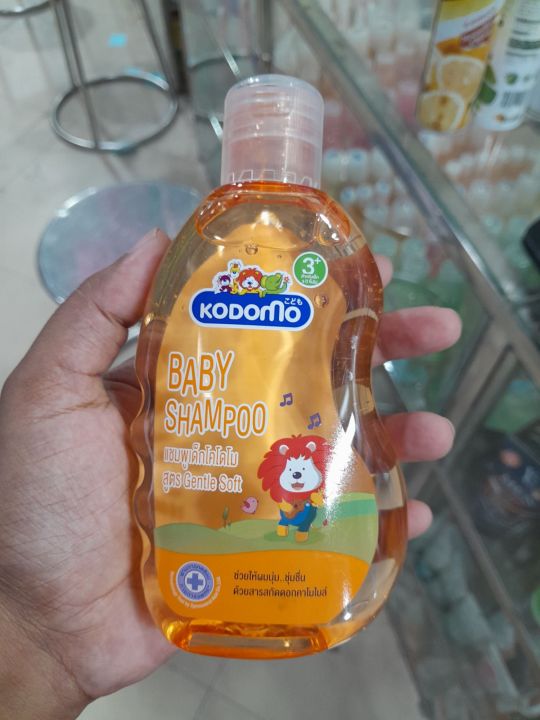 3+
こども
KODOMO
BABY
SHAMPOO
แชมพูเด็กโคโดโม
สูตร Gentle Soft
ช่วยให้ผมนุ่ม..ชุ่มชื่น
ด้วยสารสกัดดอกคาโมไมล์